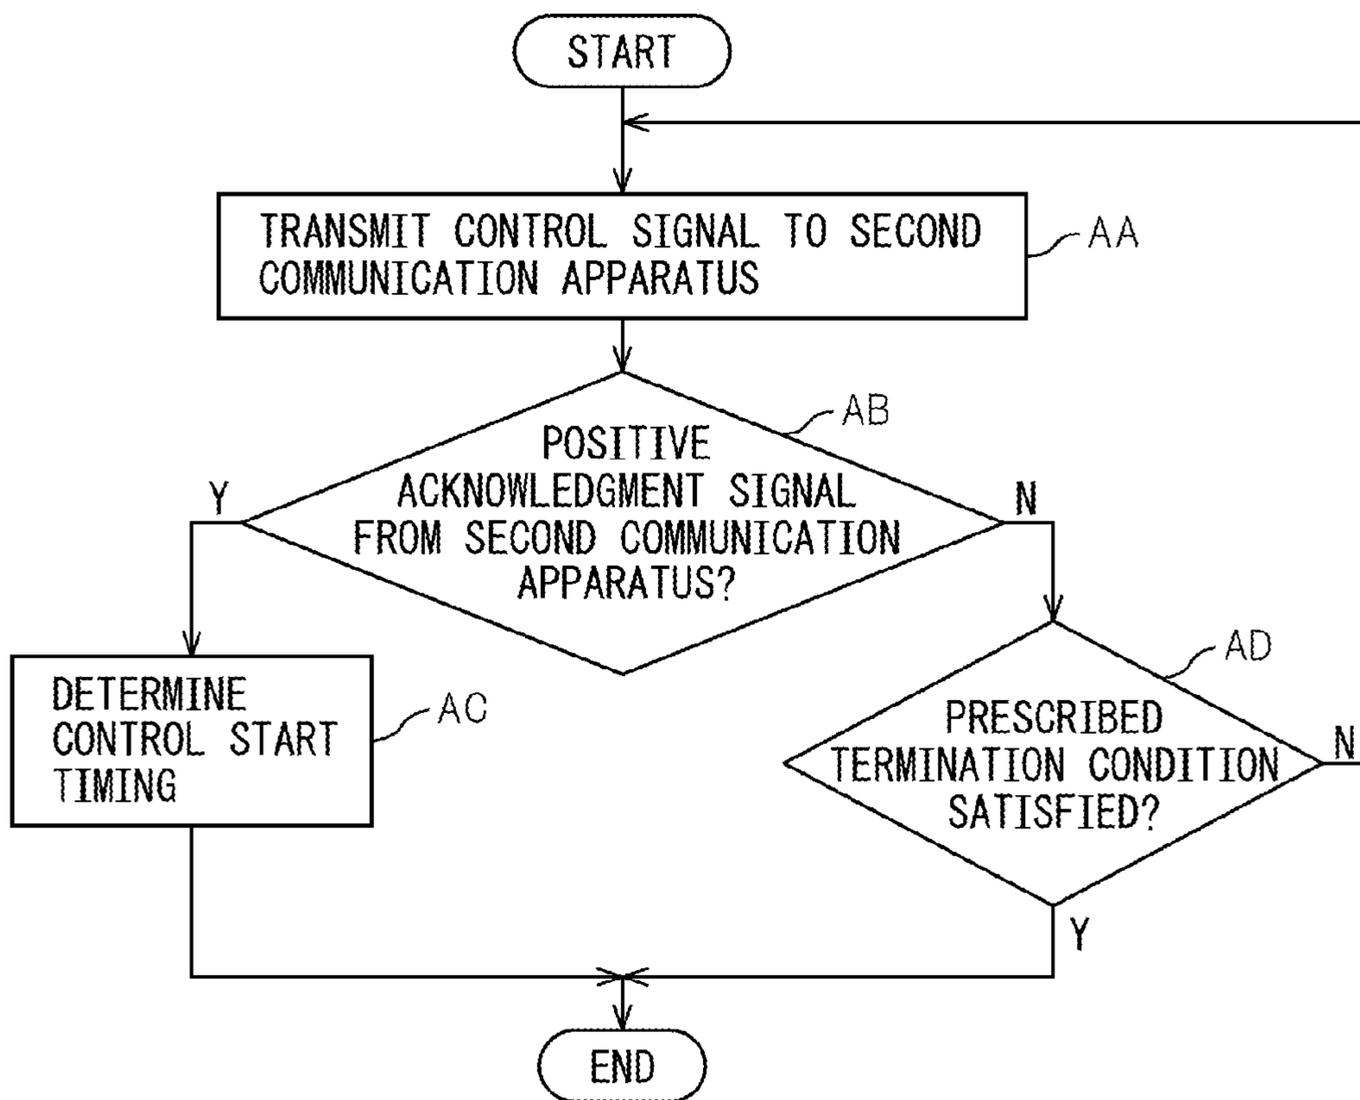 START
TRANSMIT CONTROL SIGNAL TO SECOND
COMMUNICATION APPARATUS
AA
POSITIVE
ACKNOWLEDGMENT SIGNAL
FROM SECOND COMMUNICATION
APPARATUS?
AB
Y
N
DETERMINE
CONTROL START
TIMING
AC
PRESCRIBED
TERMINATION CONDITION
SATISFIED?
AD
N
Y
END